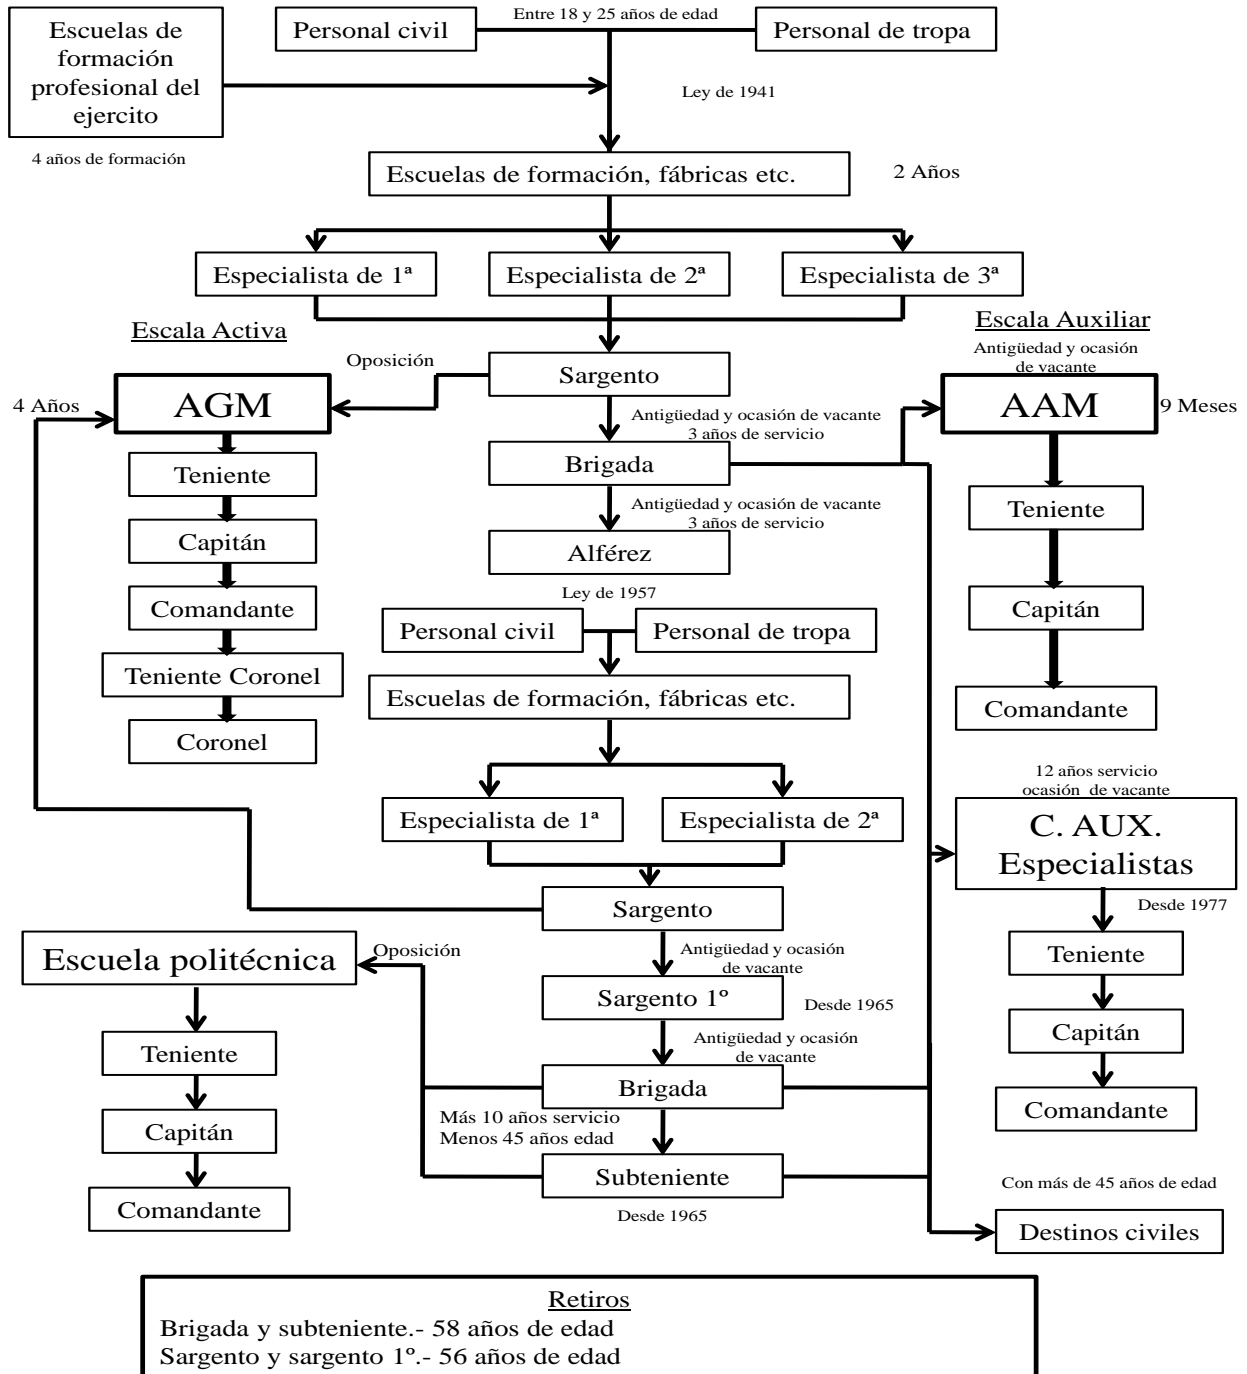 Escuelas de
formación
profesional del
ejercito
4 años de formación
Personal civil
Entre 18 y 25 años de edad
Personal de tropa
Ley de 1941
Escuelas de formación, fábricas etc.
2 Años
Especialista de 1ª
Especialista de 2ª
Especialista de 3ª
Escala Activa
Escala Auxiliar
Antigüedad y ocasión
de vacante
Oposición
Sargento
4 Años
AGM
AAM
9 Meses
Antigüedad y ocasión de vacante
3 años de servicio
Brigada
Antigüedad y ocasión de vacante
3 años de servicio
Alférez
Teniente
Capitán
Comandante
Teniente Coronel
Coronel
Teniente
Capitán
Comandante
Ley de 1957
Personal civil
Personal de tropa
Escuelas de formación, fábricas etc.
Especialista de 1ª
Especialista de 2ª
12 años servicio
ocasión de vacante
C. AUX.
Especialistas
Desde 1977
Teniente
Capitán
Comandante
Sargento
Antigüedad y ocasión
de vacante
Sargento 1º
Desde 1965
Antigüedad y ocasión
de vacante
Brigada
Más 10 años servicio
Menos 45 años edad
Subteniente
Desde 1965
Oposición
Escuela politécnica
Teniente
Capitán
Comandante
Con más de 45 años de edad
Destinos civiles
Retiros
Brigada y subteniente.- 58 años de edad
Sargento y sargento 1º.- 56 años de edad